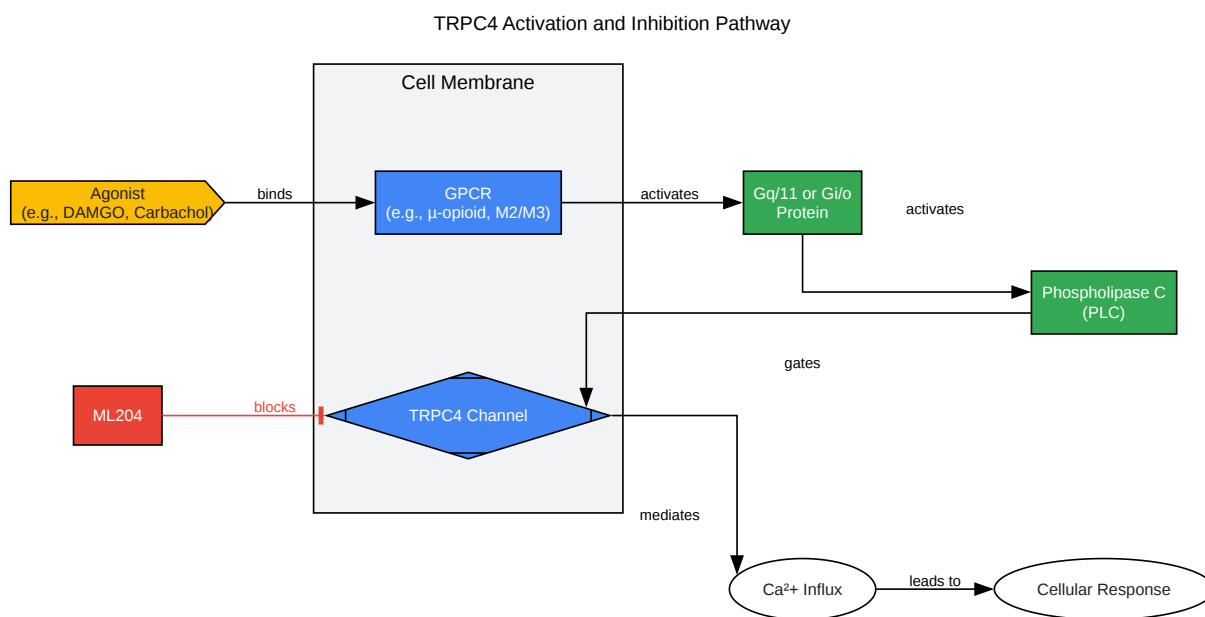 TRPC4 Activation and Inhibition Pathway
Cell Membrane
Agonist
(e.g., DAMGO, Carbachol)
binds
GPCR
(e.g., µ-opioid, M2/M3)
activates
Gq/11 or Gi/o
Protein
activates
Phospholipase C
(PLC)
gates
ML204
blocks
TRPC4 Channel
mediates
Ca²+ Influx
leads to
Cellular Response